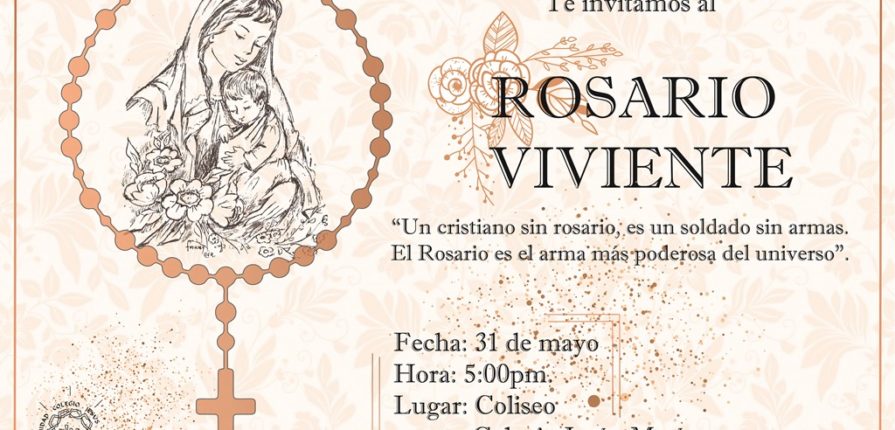 Te invitamos al
ROSARIO
VIVIENTE
“Un cristiano sin rosario, es un soldado sin armas.
El Rosario es el arma más poderosa del universo”.
Fecha: 31 de mayo
Hora: 5:00pm.
Lugar: Coliseo
COLEGIO